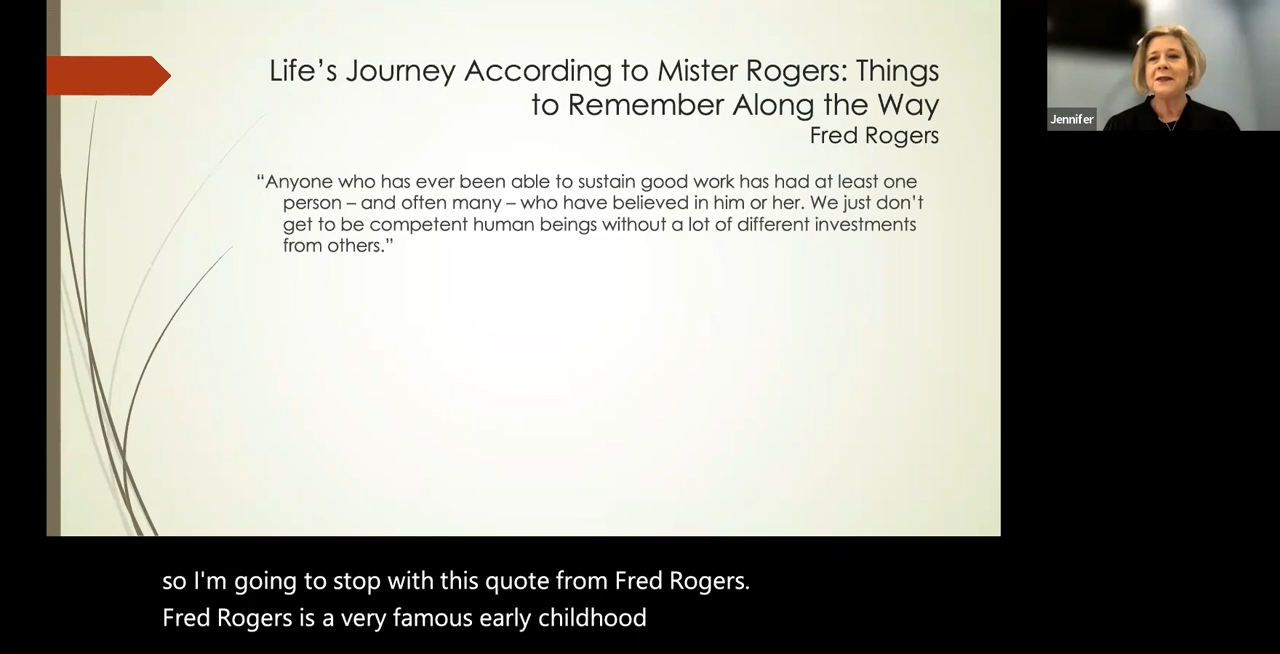 Life’s Journey According to Mister Rogers: Things
to Remember Along the Way
Fred Rogers
“Anyone who has ever been able to sustain good work has had at least one
person – and often many – who have believed in him or her. We just don’t
get to be competent human beings without a lot of different investments
from others.”
Jennifer
so I'm going to stop with this quote from Fred Rogers.
Fred Rogers is a very famous early childhood